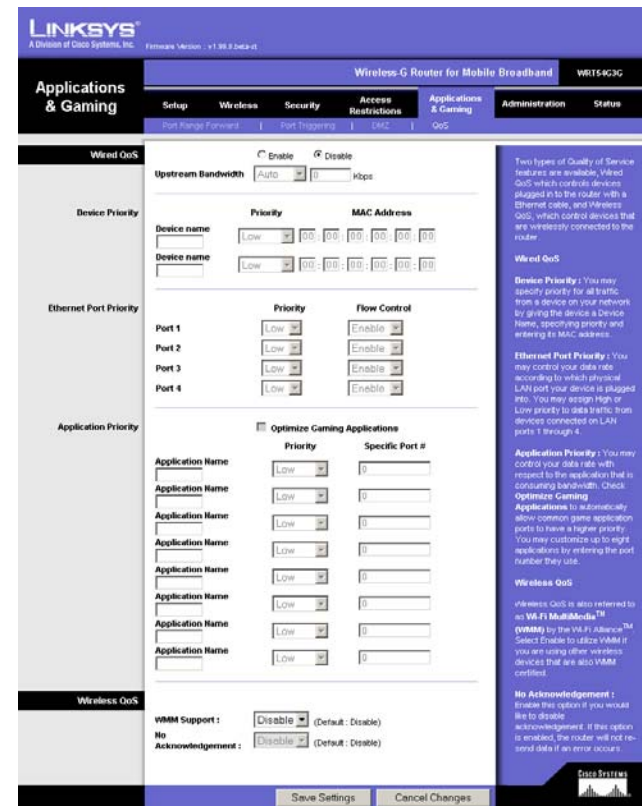 LINKSYS®
A Division of Cisco Systems, Inc.
Wireless-G Router for Mobile Broadband
WRT54G3G
Applications & Gaming
Setup
Wireless
Security
Access Restrictions
Applications & Gaming
Administration
Status
Port Range Forward | Port Triggering | DMZ | QoS
Wired QoS
Enable Disable
Upstream Bandwidth Auto 0 Kbps
Device Priority
Priority MAC Address
Device name
Low 00 : 00 : 00 : 00 : 00 : 00
Device name
Low 00 : 00 : 00 : 00 : 00 : 00
Ethernet Port Priority
Priority Flow Control
Port 1 Low Enable
Port 2 Low Enable
Port 3 Low Enable
Port 4 Low Enable
Application Priority
Optimize Gaming Applications
Priority Specific Port #
Application Name
Low 0
Application Name
Low 0
Application Name
Low 0
Application Name
Low 0
Application Name
Low 0
Application Name
Low 0
Application Name
Low 0
Application Name
Low 0
Wireless QoS
WMM Support : Disable (Default : Disable)
No Acknowledgement : Disable (Default : Disable)
Save Settings Cancel Changes
Two types of Quality of Service
features are available, Wired
QoS which controls devices
plugged in to the router with a
Ethernet cable, and Wireless
QoS, which control devices that
are wirelessly connected to the
router.
Wired QoS
Device Priority : You may
specify priority for all traffic
from a device on your network
by giving the device a Device
Name, specifying priority and
entering its MAC address.
Ethernet Port Priority : You
may control your data rate
according to which physical
LAN port your device is plugged
into. You may assign High or
Low priority to data traffic from
devices connected on LAN
ports 1 through 4.
Application Priority : You may
control your data rate with
respect to the application that is
consuming bandwidth. Check
Optimize Gaming
Applications to automatically
allow common game application
ports to have a higher priority.
You may customize up to eight
applications by entering the port
number they use.
Wireless QoS
Wireless QoS is also referred to
as Wi-Fi MultiMedia™
(WMM) by the Wi-Fi Alliance™
Select Enable to utilize WMM if
you are using other wireless
devices that are also WMM
certified.
No Acknowledgement :
Enable this option if you would
like to disable
acknowledgement. If this option
is enabled, the router will not re-
send data if an error occurs.
CISCO SYSTEMS